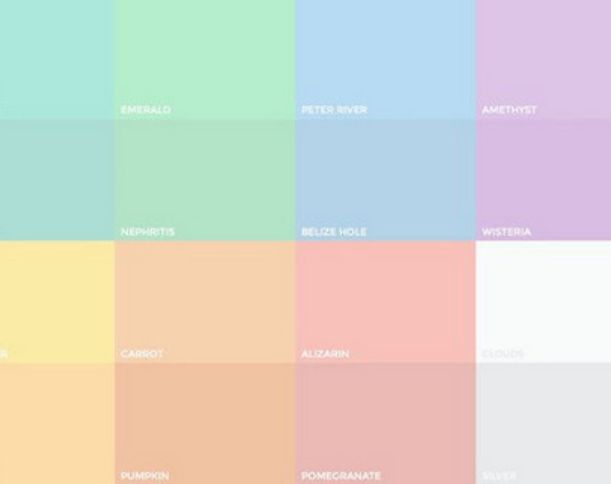 EMERALD
PETER RIVER
AMETHYST
NEPHRITIS
BELIZE HOLE
WISTERIA
R
CARROT
ALIZARIN
CLOUDS
PUMPKIN
POMEGRANATE
SILVER